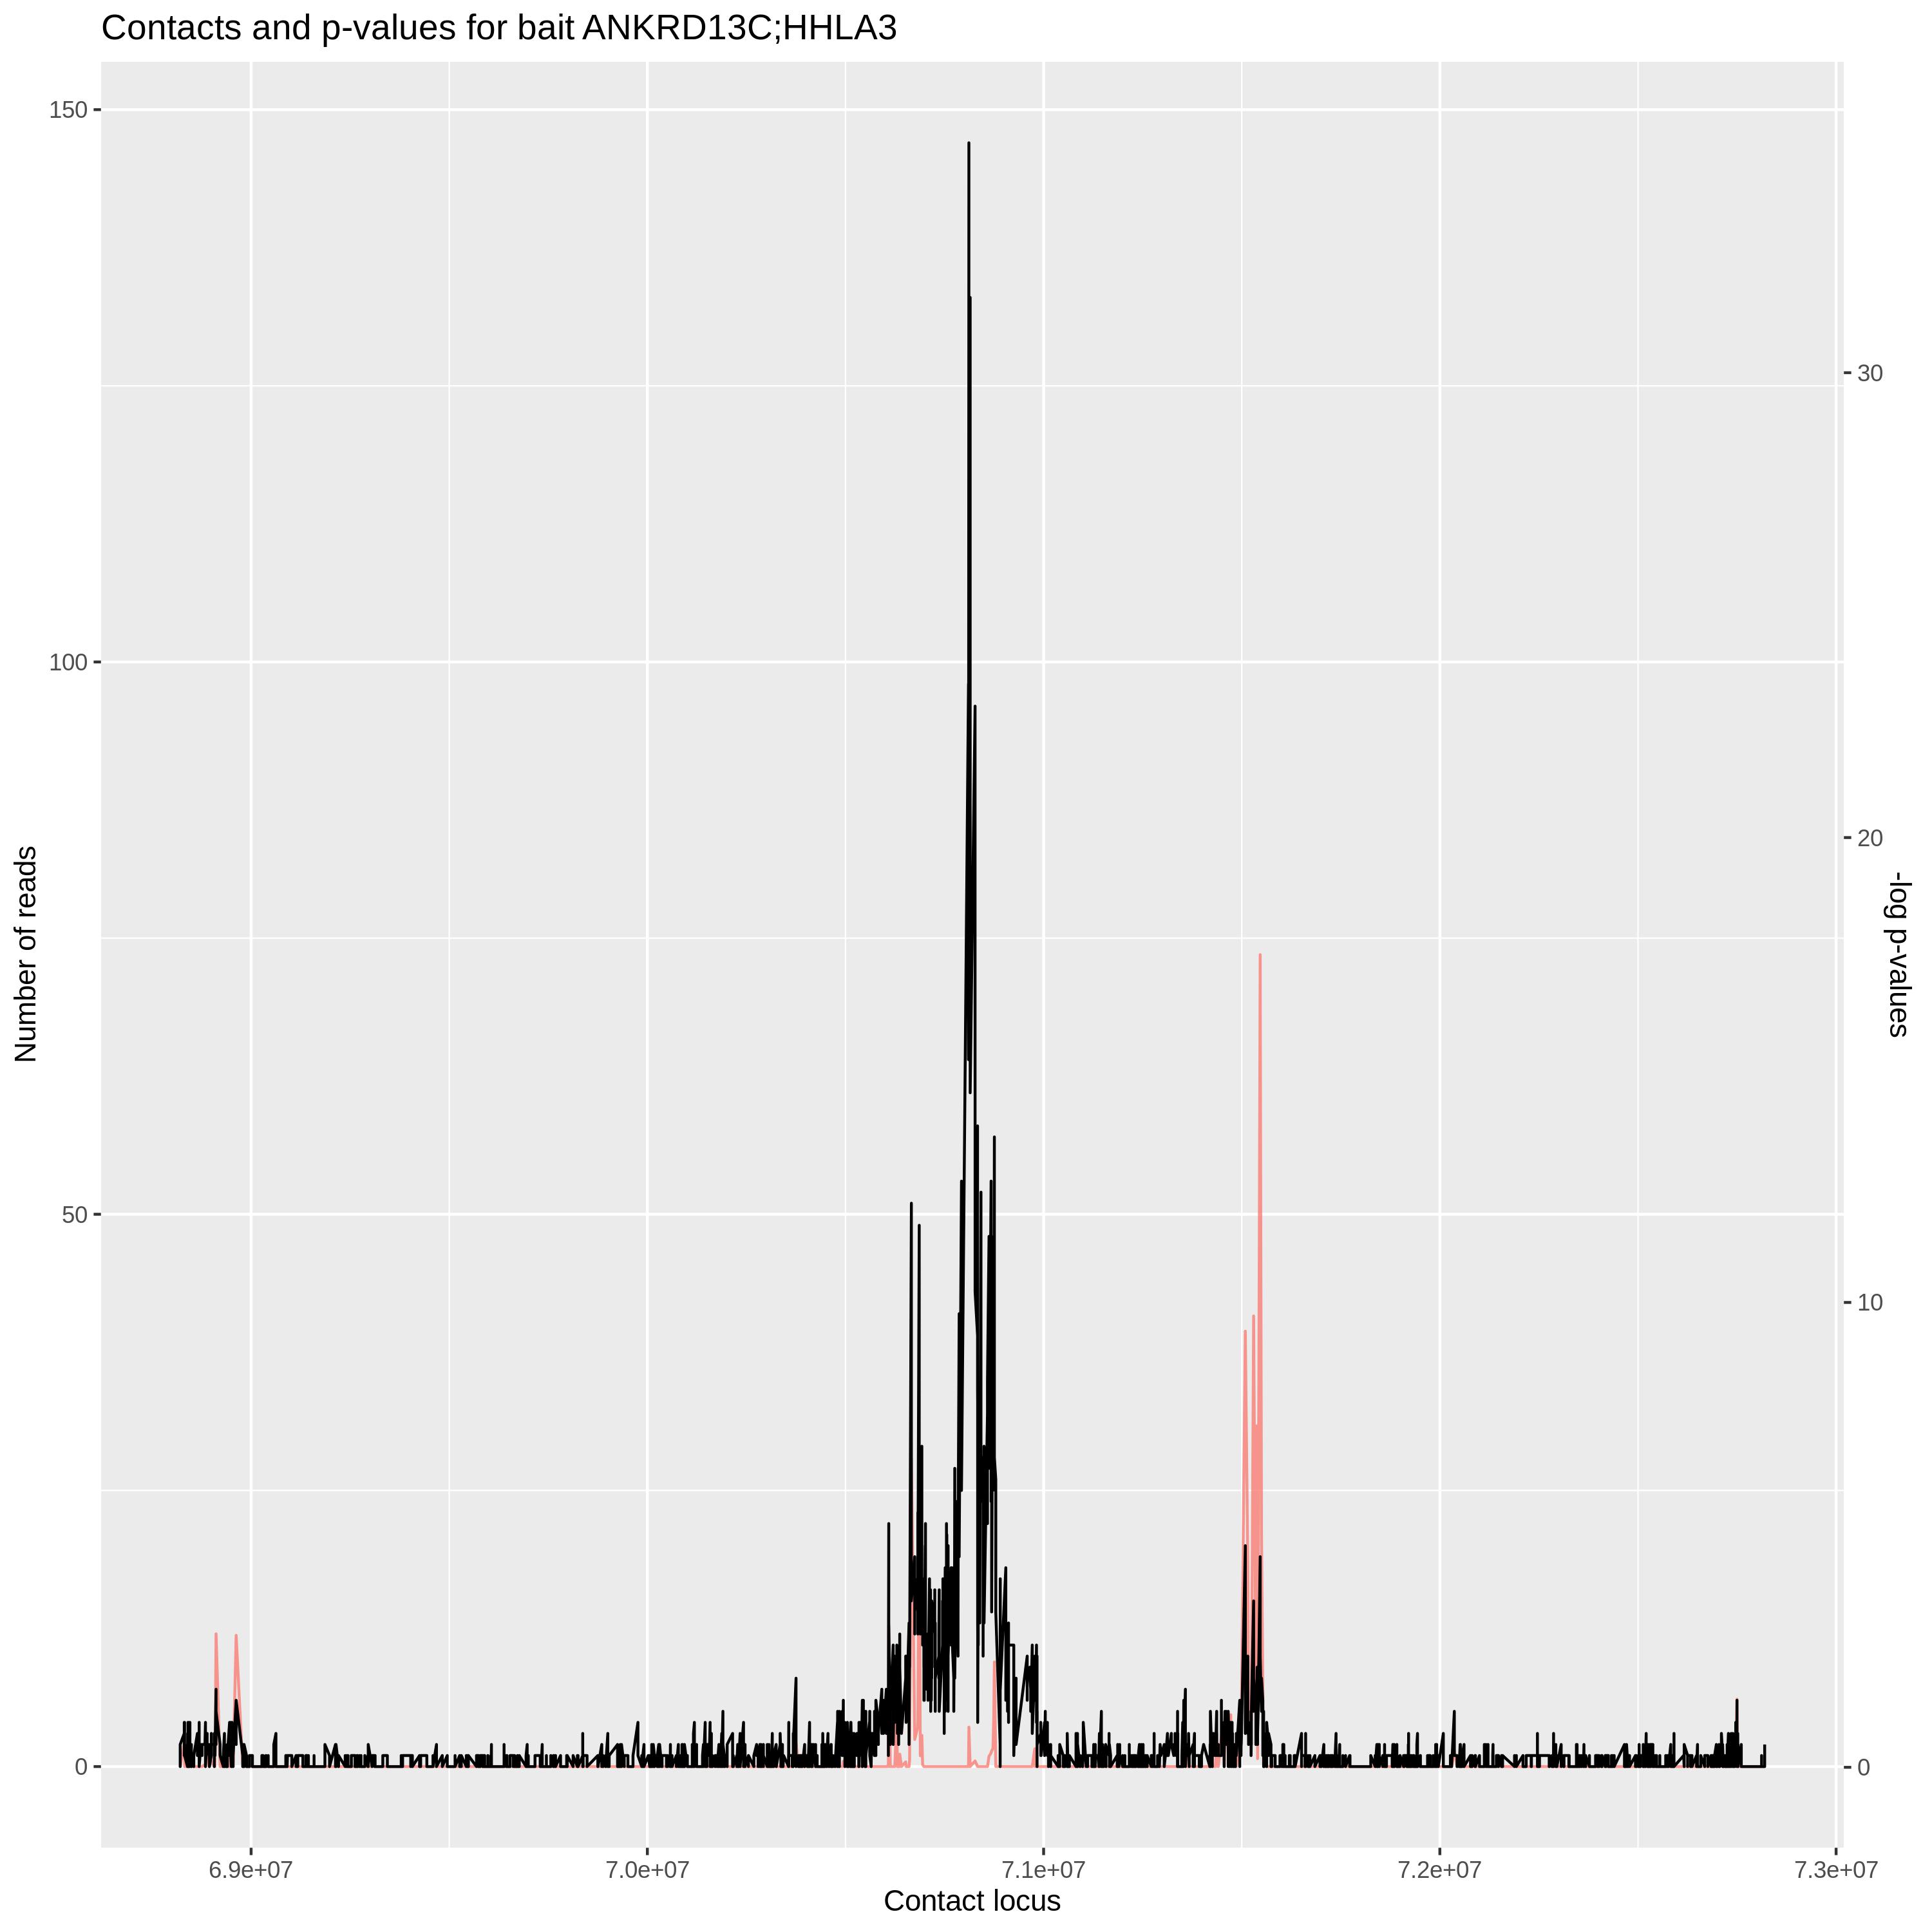 Contacts and p-values for bait ANKRD13C;HHLA3
150
100
50
0
Number of reads
30
20
10
0
-log p-values
6.9e+07
7.0e+07
7.1e+07
7.2e+07
7.3e+07
Contact locus